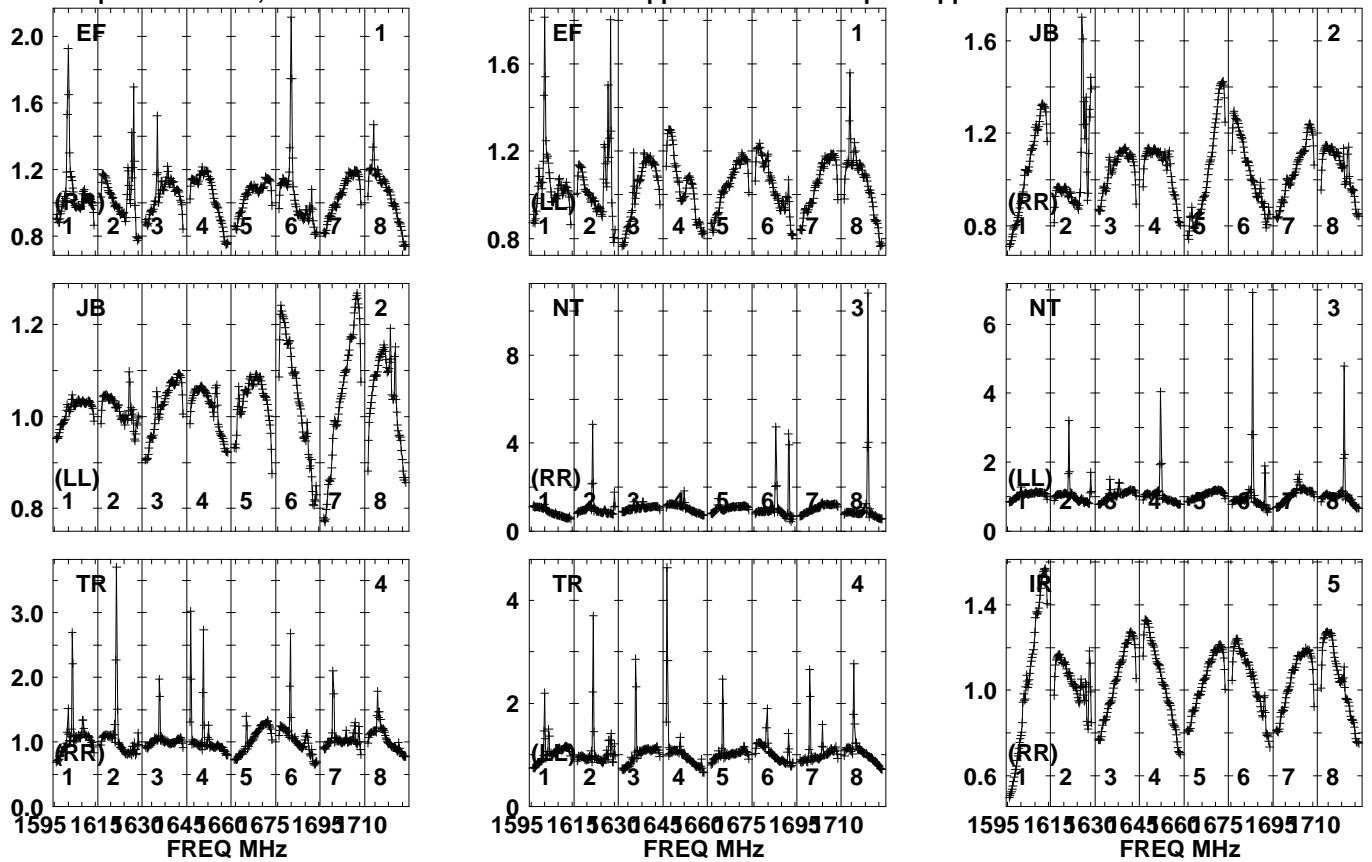 EF 1
EF 1
JB 2
2.0
1.6
1.2
0.8
(RR)
1 2 3 4 5 6 7 8
1.6
1.2
0.8
(LL)
1 2 3 4 5 6 7 8
1.6
1.2
0.8
(RR)
1 2 3 4 5 6 7 8
JB 2
NT 3
NT 3
1.2
1.0
0.8
(LL)
1 2 3 4 5 6 7 8
8
4
0
(RR)
1 2 3 4 5 6 7 8
6
4
2
0
(LL)
1 2 3 4 5 6 7 8
TR 4
TR 4
IR 5
3.0
2.0
1.0
0.0
(RR)
1 2 3 4 5 6 7 8
4
2
0
(LL)
1 2 3 4 5 6 7 8
1.4
1.0
0.6
(RR)
1 2 3 4 5 6 7 8
1595 1615 1630 1645 1660 1675 1695 1710
1595 1615 1630 1645 1660 1675 1695 1710
1595 1615 1630 1645 1660 1675 1695 1710
FREQ MHz
FREQ MHz
FREQ MHz